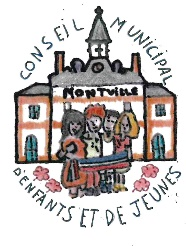 CONSEIL MUNICIPAL
MONTVILLE
D'ENFANTS ET DE JEUNES